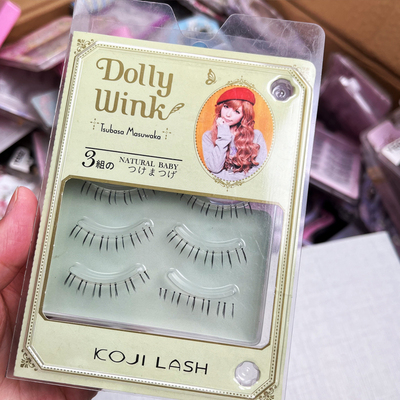 Dolly
Wink
Tsubasa Masuwaka
3組の
NATURAL BABY
つけまつげ
KOJI LASH